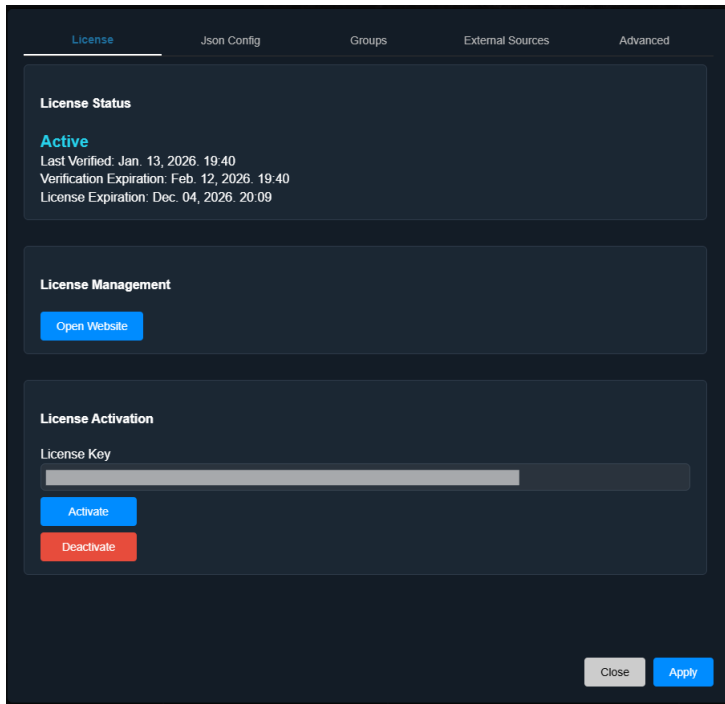 License
Json Config
Groups
External Sources
Advanced
License Status
Active
Last Verified: Jan. 13, 2026. 19:40
Verification Expiration: Feb. 12, 2026. 19:40
License Expiration: Dec. 04, 2026. 20:09
License Management
Open Website
License Activation
License Key
Activate
Deactivate
Close
Apply